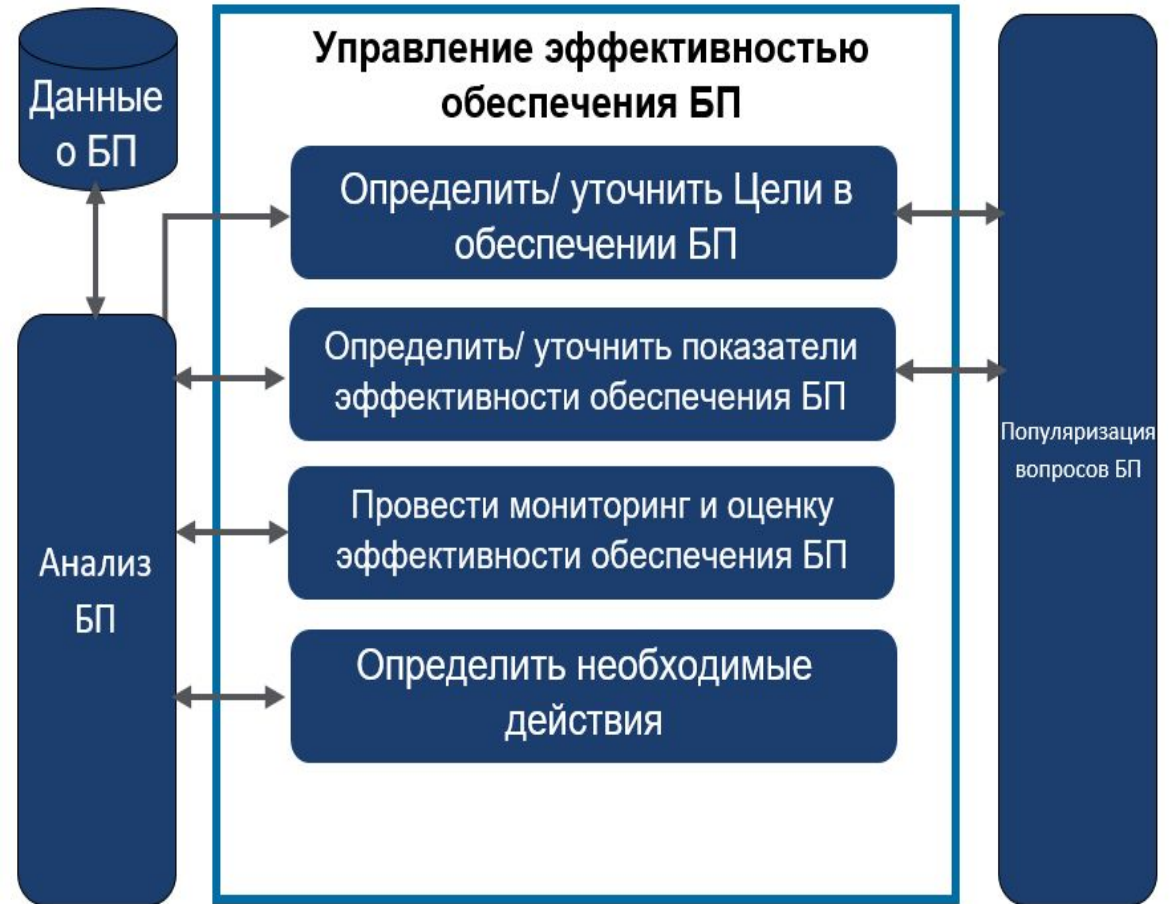 Данные
о БП
Управление эффективностью
обеспечения БП
Определить/ уточнить Цели в
обеспечении БП
Определить/ уточнить показатели
эффективности обеспечения БП
Провести мониторинг и оценку
эффективности обеспечения БП
Определить необходимые
действия
Анализ
БП
Популяризация
вопросов БП